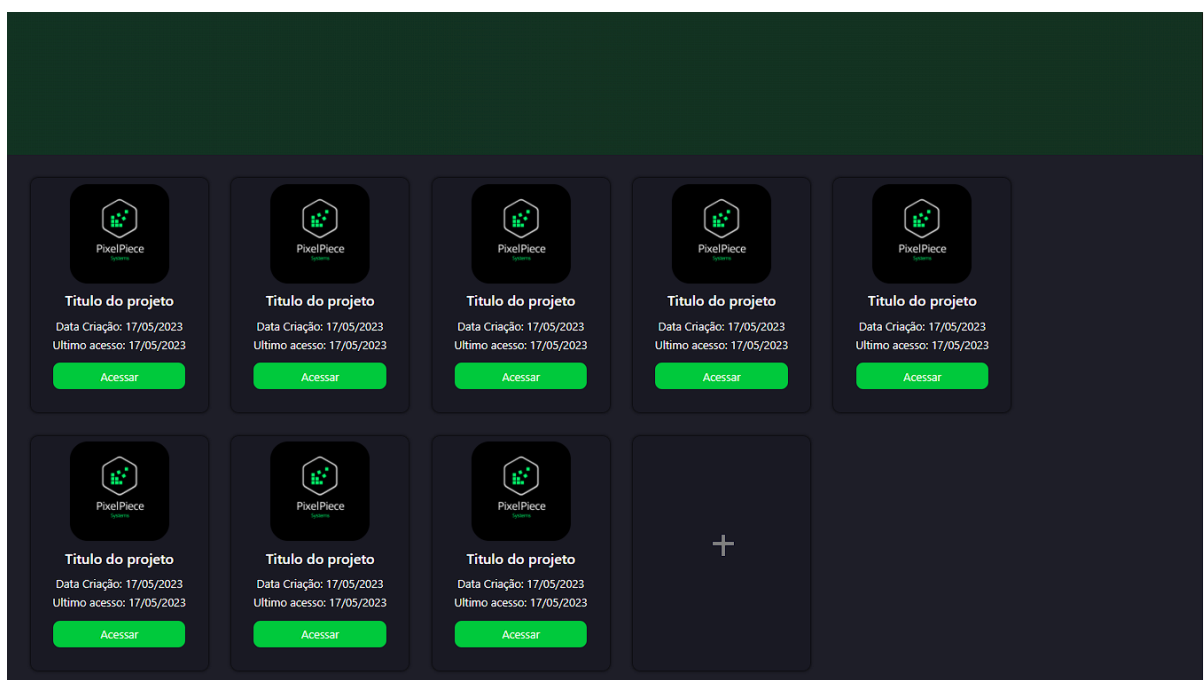 PixelPiece
Systems
Titulo do projeto
Data Criação: 17/05/2023
Ultimo acesso: 17/05/2023
Acessar
PixelPiece
Systems
Titulo do projeto
Data Criação: 17/05/2023
Ultimo acesso: 17/05/2023
Acessar
PixelPiece
Systems
Titulo do projeto
Data Criação: 17/05/2023
Ultimo acesso: 17/05/2023
Acessar
PixelPiece
Systems
Titulo do projeto
Data Criação: 17/05/2023
Ultimo acesso: 17/05/2023
Acessar
PixelPiece
Systems
Titulo do projeto
Data Criação: 17/05/2023
Ultimo acesso: 17/05/2023
Acessar
PixelPiece
Systems
Titulo do projeto
Data Criação: 17/05/2023
Ultimo acesso: 17/05/2023
Acessar
PixelPiece
Systems
Titulo do projeto
Data Criação: 17/05/2023
Ultimo acesso: 17/05/2023
Acessar
PixelPiece
Systems
Titulo do projeto
Data Criação: 17/05/2023
Ultimo acesso: 17/05/2023
Acessar
+